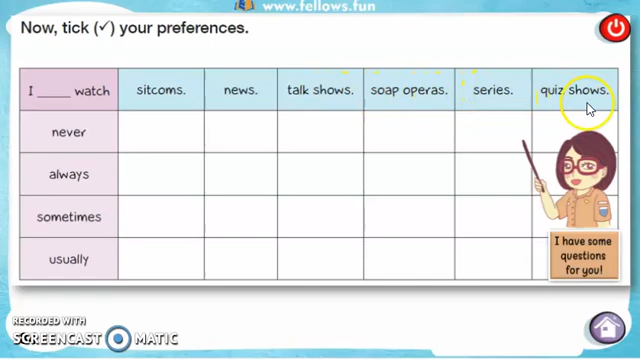 www.fellows.fun
Now, tick (✓) your preferences.
I _____ watch sitcoms. news. talk shows. soap operas. series. quiz shows.
never
always
sometimes
usually
I have some
questions
for you!
RECORDED WITH
SCREENCAST MATIC